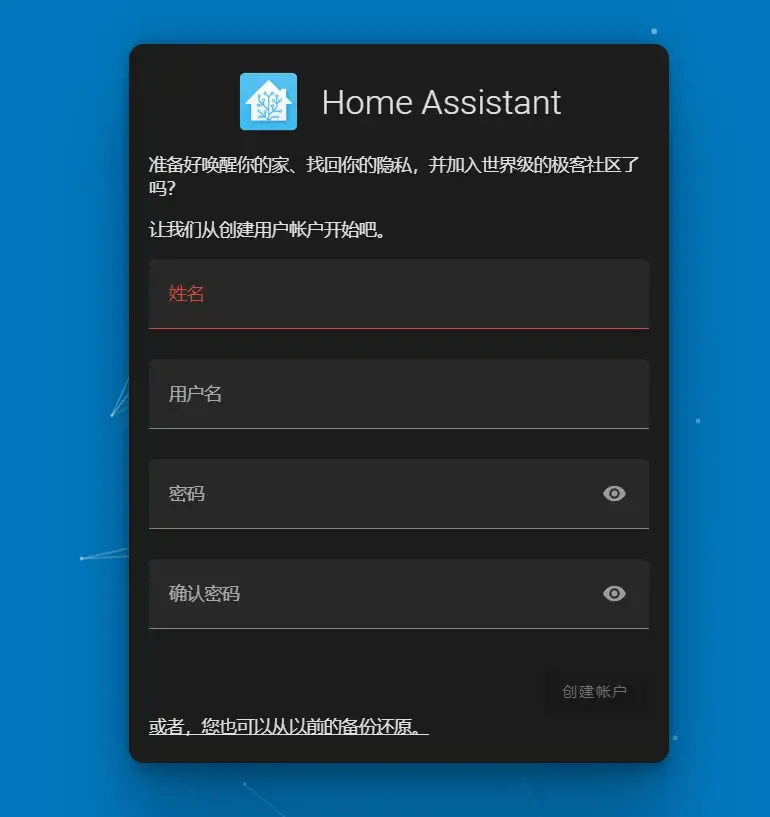 Home Assistant
准备好唤醒你的家、找回你的隐私，并加入世界级的极客社区了
吗？
让我们从创建用户帐户开始吧。
姓名
用户名
密码
确认密码
创建帐户
或者，您也可以从以前的备份还原。